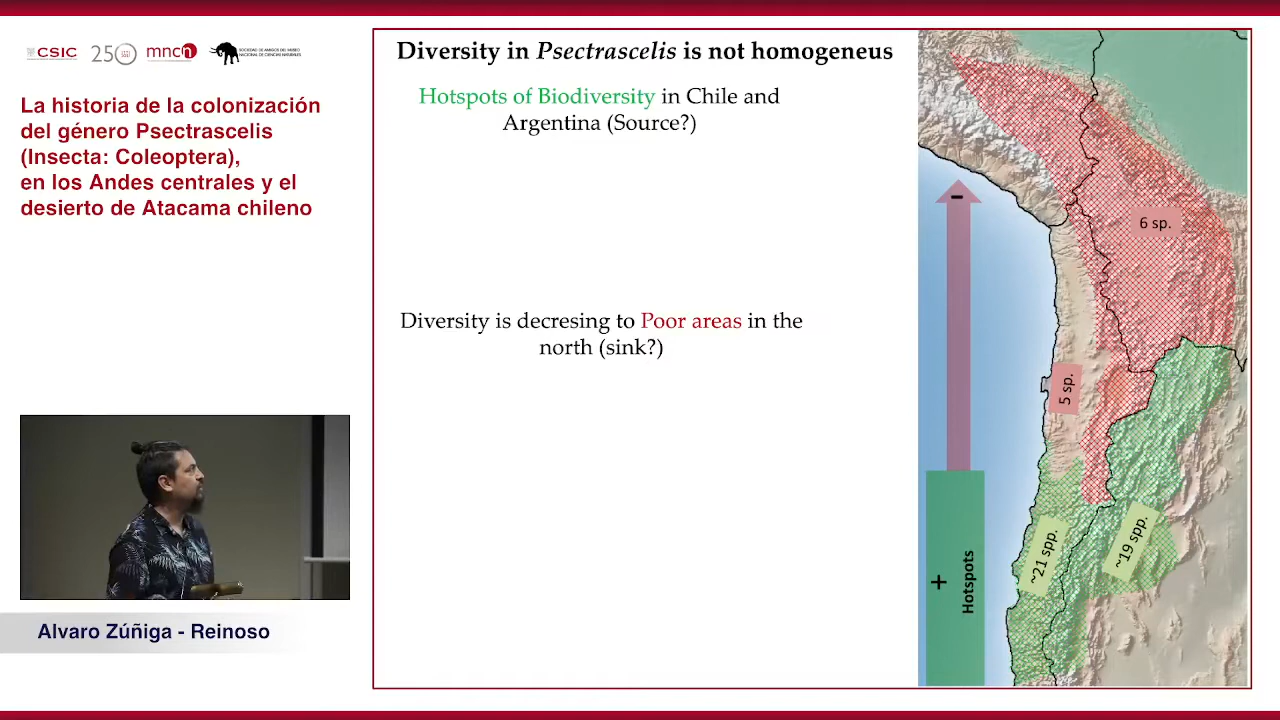 CSIC
250
mncn
SOCIEDAD DE AMIGOS DEL MUSEO
NACIONAL DE CIENCIAS NATURALES
La historia de la colonización
del género Psectrascelis
(Insecta: Coleoptera),
en los Andes centrales y el
desierto de Atacama chileno
Alvaro Zúñiga - Reinoso
Diversity in Psectrascelis is not homogeneus
Hotspots of Biodiversity in Chile and
Argentina (Source?)
Diversity is decresing to Poor areas in the
north (sink?)
-
6 sp.
5 sp.
~21 spp.
~19 spp.
+
Hotspots